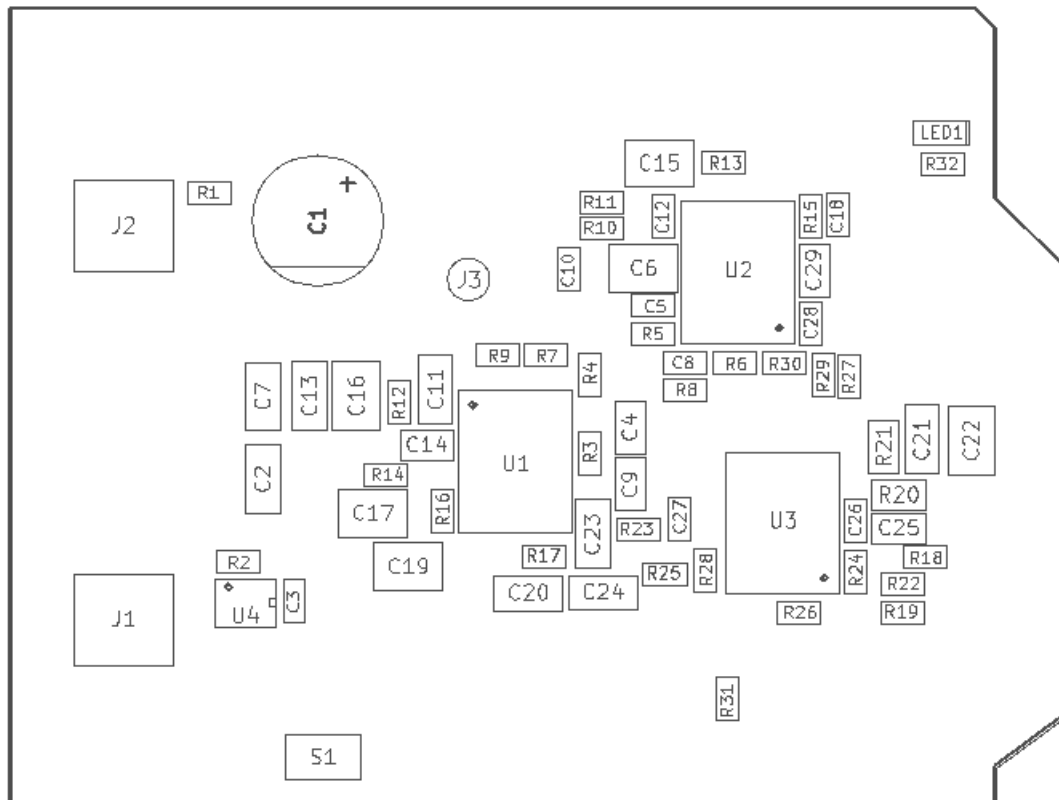 LED1
C15
R13
R32
R1
R11
C12
R15
C18
J2
+
C1
R10
C10
C6
U2
C29
J3
C5
C28
R5
R9
R7
R4
C8
R6
R30
R29
R27
R8
C7
C13
C16
R12
C11
C4
R21
C21
C22
C14
R3
U1
C2
R14
C9
R20
C17
R16
C23
R23
C27
U3
C26
C25
R17
R18
C19
R2
R25
R28
R24
R22
C20
C24
C3
U4
R26
R19
J1
R31
S1